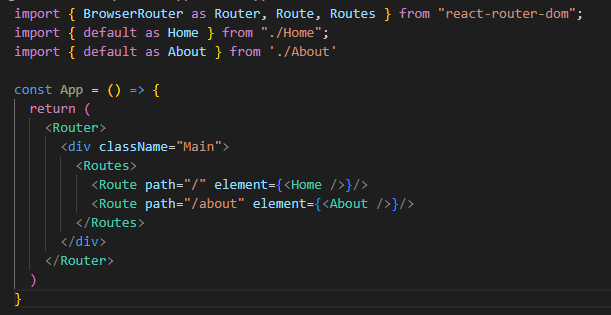 import { BrowserRouter as Router, Route, Routes } from "react-router-dom";
import { default as Home } from "./Home";
import { default as About } from './About'
const App = () => {
return (
<Router>
<div className="Main">
<Routes>
<Route path="/" element={<Home />}/>
<Route path="/about" element={<About />}/>
</Routes>
</div>
</Router>
)
}